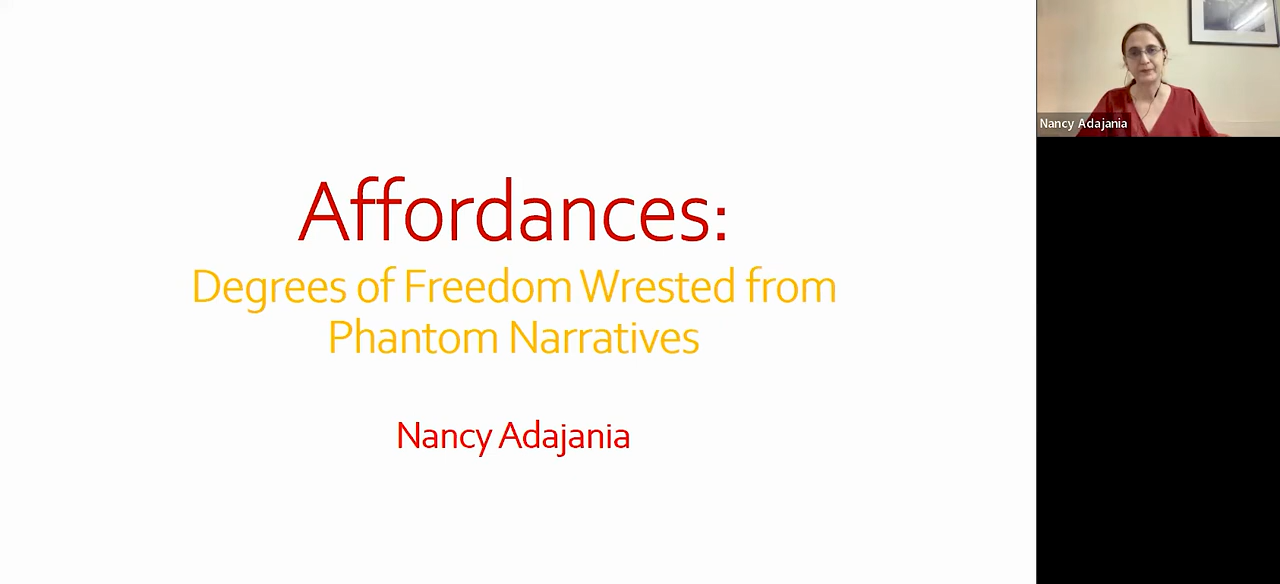 Affordances:
Degrees of Freedom Wrested from
Phantom Narratives
Nancy Adajania
Nancy Adajania